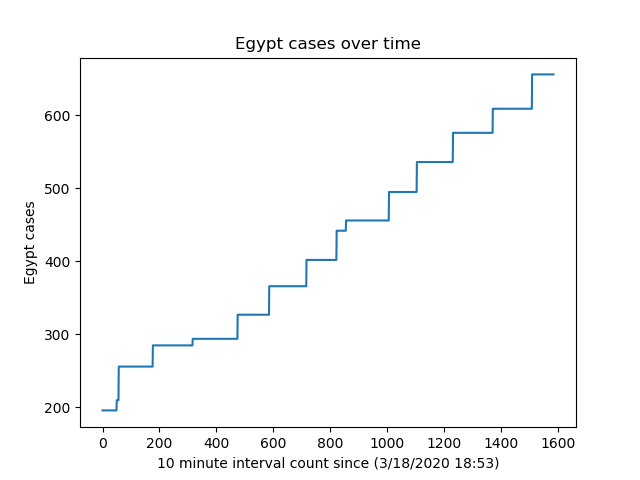 Egypt cases over time
600
500
400
300
200
Egypt cases
0 200 400 600 800 1000 1200 1400 1600
10 minute interval count since (3/18/2020 18:53)